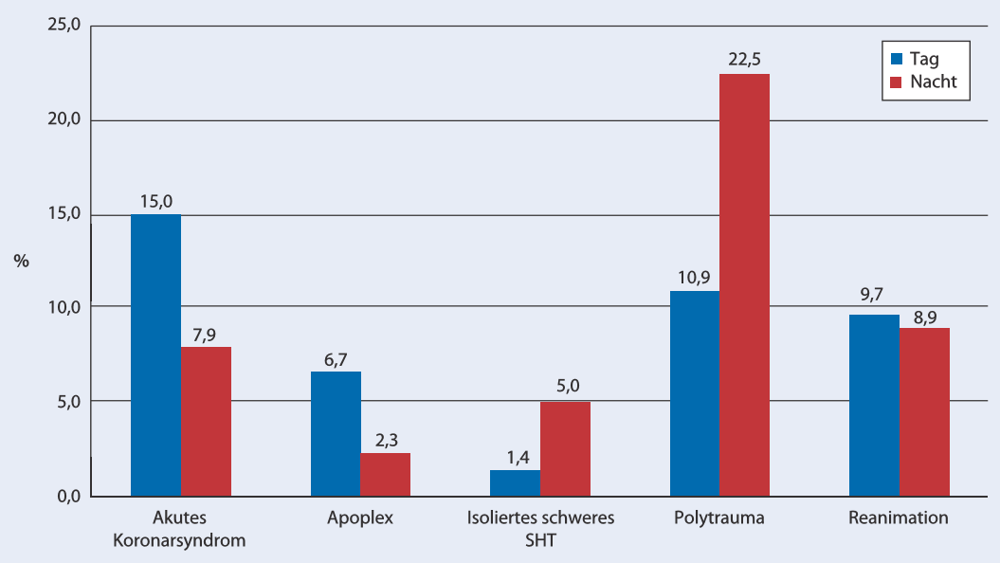 25,0
20,0
15,0
10,0
5,0
0,0
%
15,0
7,9
6,7
2,3
1,4
5,0
10,9
22,5
9,7
8,9
Tag
Nacht
Akutes
Koronarsyndrom
Apoplex
Isoliertes schweres
SHT
Polytrauma
Reanimation